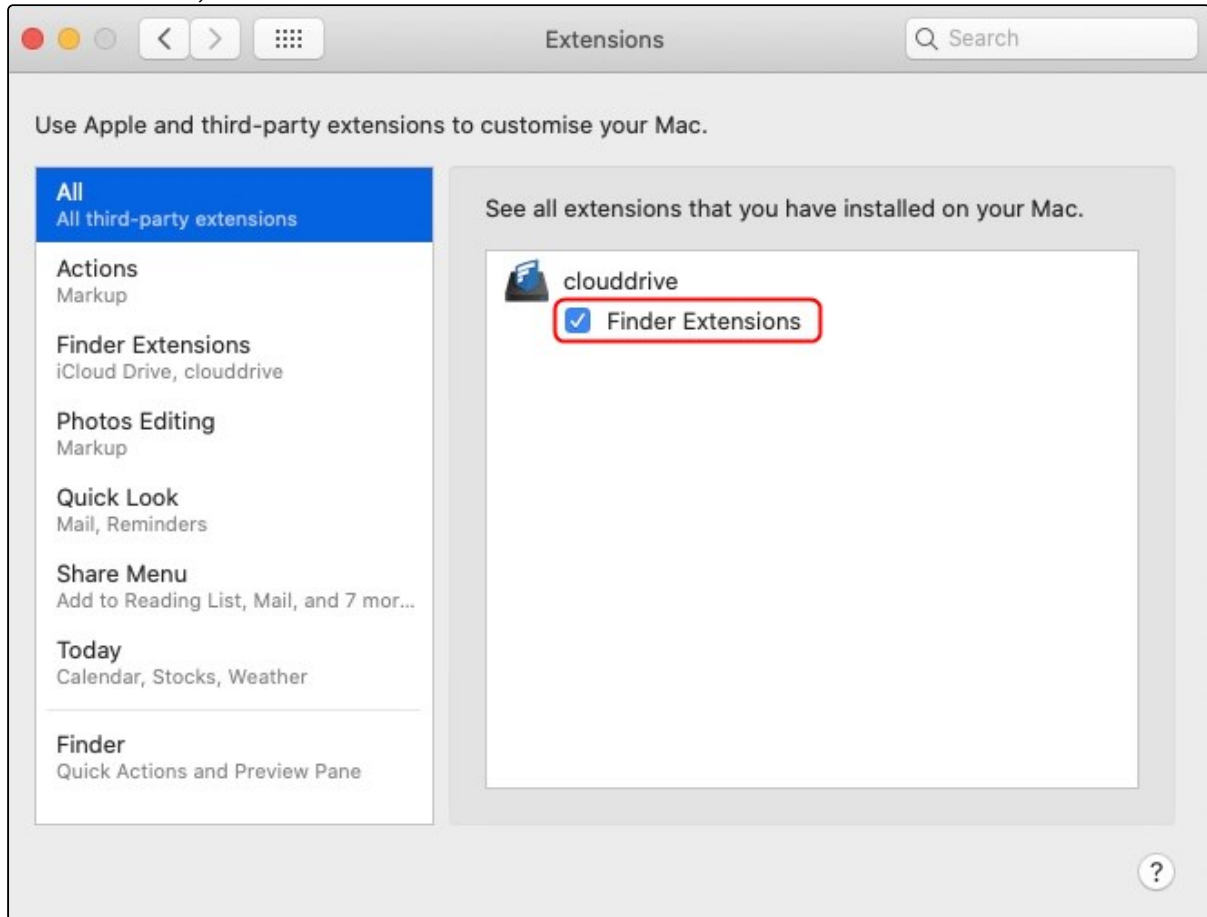 Extensions
Search
Use Apple and third-party extensions to customise your Mac.
All
All third-party extensions
Actions
Markup
Finder Extensions
iCloud Drive, clouddrive
Photos Editing
Markup
Quick Look
Mail, Reminders
Share Menu
Add to Reading List, Mail, and 7 mor...
Today
Calendar, Stocks, Weather
Finder
Quick Actions and Preview Pane
See all extensions that you have installed on your Mac.
clouddrive
Finder Extensions
?